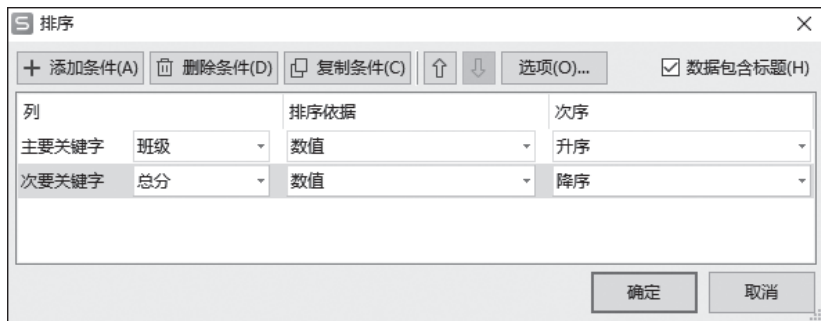 S 排序
添加条件(A) 删除条件(D) 复制条件(C) 选项(O)... 数据包含标题(H)
列 排序依据 次序
主要关键字 班级 数值 升序
次要关键字 总分 数值 降序
确定 取消